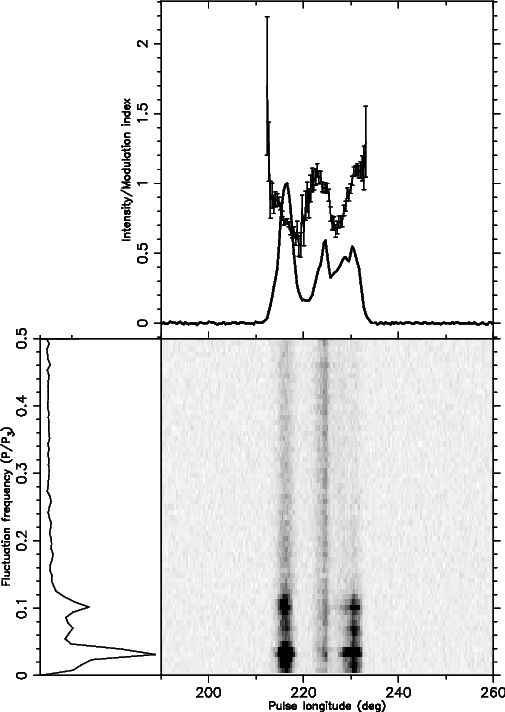 2
1.5
1
0.5
0
Intensity/Modulation index
0.5
0.4
0.3
0.2
0.1
0
Fluctuation frequency (P/P3)
200 220 240 260
Pulse longitude (deg)